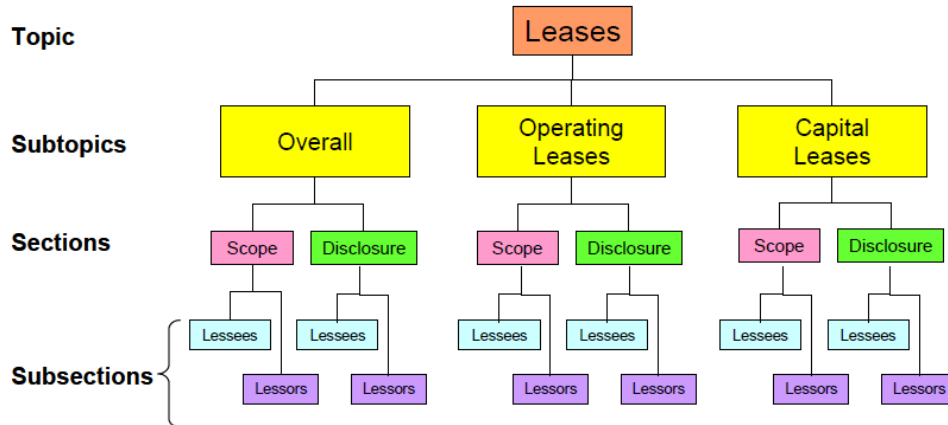 Topic
Leases
Subtopics
Overall
Operating
Leases
Capital
Leases
Sections
Scope
Disclosure
Scope
Disclosure
Scope
Disclosure
Subsections
Lessees
Lessees
Lessees
Lessees
Lessees
Lessees
Lessors
Lessors
Lessors
Lessors
Lessors
Lessors